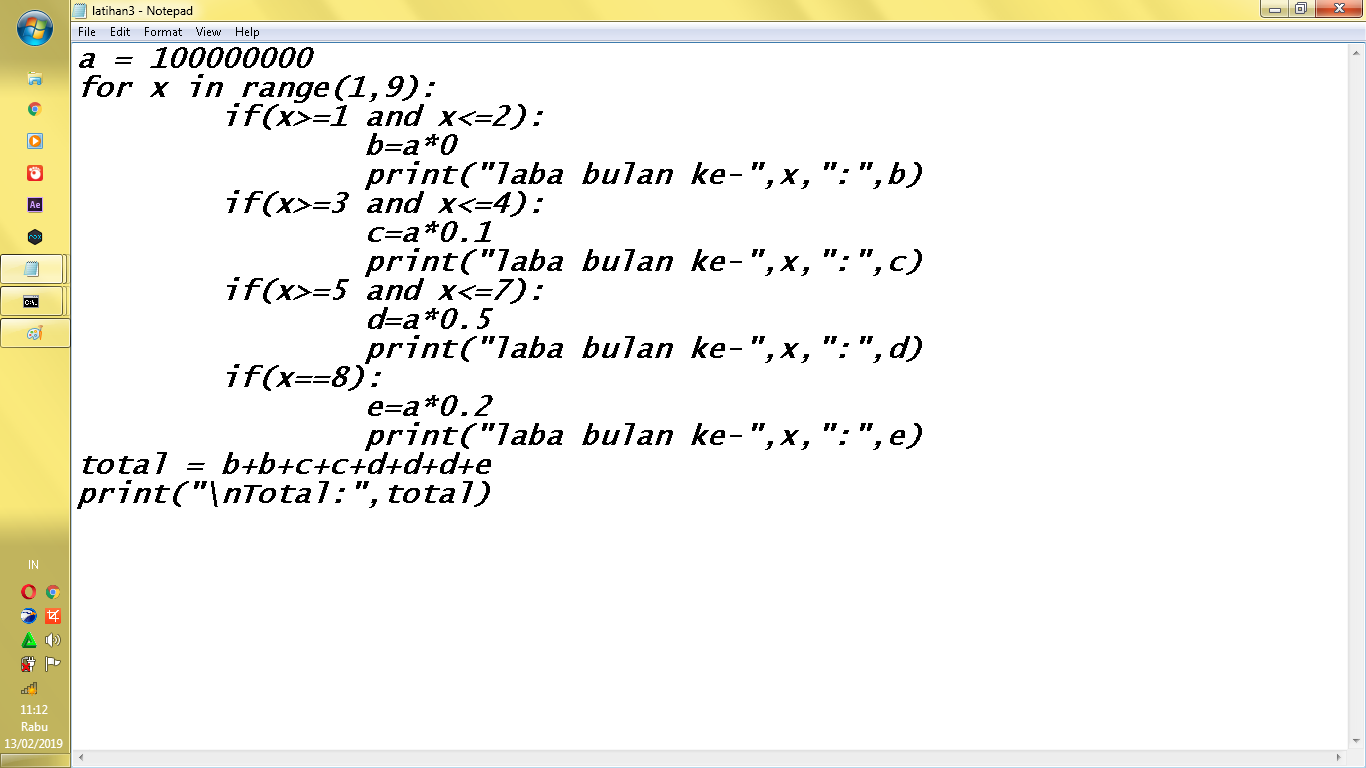 latihan3 - Notepad
File Edit Format View Help
a = 100000000
for x in range(1,9):
        if(x>=1 and x<=2):
                b=a*0
                print("laba bulan ke-",x,":",b)
        if(x>=3 and x<=4):
                c=a*0.1
                print("laba bulan ke-",x,":",c)
        if(x>=5 and x<=7):
                d=a*0.5
                print("laba bulan ke-",x,":",d)
        if(x==8):
                e=a*0.2
                print("laba bulan ke-",x,":",e)
total = b+b+c+c+d+d+d+e
print("\nTotal:",total)
Ae
nox
C:\.
IN
11:12
Rabu
13/02/2019